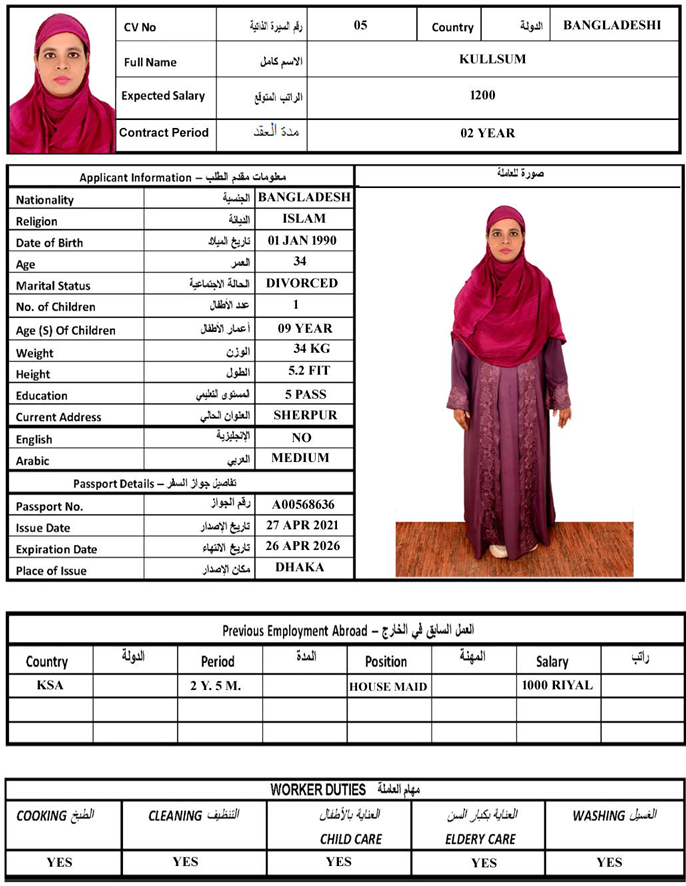 CV No رقم السيرة الذاتية 05 Country الدولة BANGLADESHI
Full Name الاسم كامل KULLSUM
Expected Salary الراتب المتوقع 1200
Contract Period مدة العقد 02 YEAR
Applicant Information – معلومات مقدم الطلب
صورة للعاملة
Nationality الجنسية BANGLADESH
Religion الديانة ISLAM
Date of Birth تاريخ الميلاد 01 JAN 1990
Age العمر 34
Marital Status الحالة الاجتماعية DIVORCED
No. of Children عدد الأطفال 1
Age (S) Of Children أعمار الأطفال 09 YEAR
Weight الوزن 34 KG
Height الطول 5.2 FIT
Education المستوى التعليمي 5 PASS
Current Address العنوان الحالي SHERPUR
English الإنجليزية NO
Arabic العربي MEDIUM
Passport Details – تفاصيل جواز السفر
Passport No. رقم الجواز A00568636
Issue Date تاريخ الإصدار 27 APR 2021
Expiration Date تاريخ الانتهاء 26 APR 2026
Place of Issue مكان الإصدار DHAKA
Previous Employment Abroad – العمل السابق في الخارج
Country الدولة Period المدة Position المهنة Salary راتب
KSA 2 Y. 5 M. HOUSE MAID 1000 RIYAL
WORKER DUTIES مهام العاملة
COOKING الطبخ CLEANING التنظيف العناية بالأطفال العناية بكبار السن WASHING الغسيل
CHILD CARE ELDERY CARE
YES YES YES YES YES